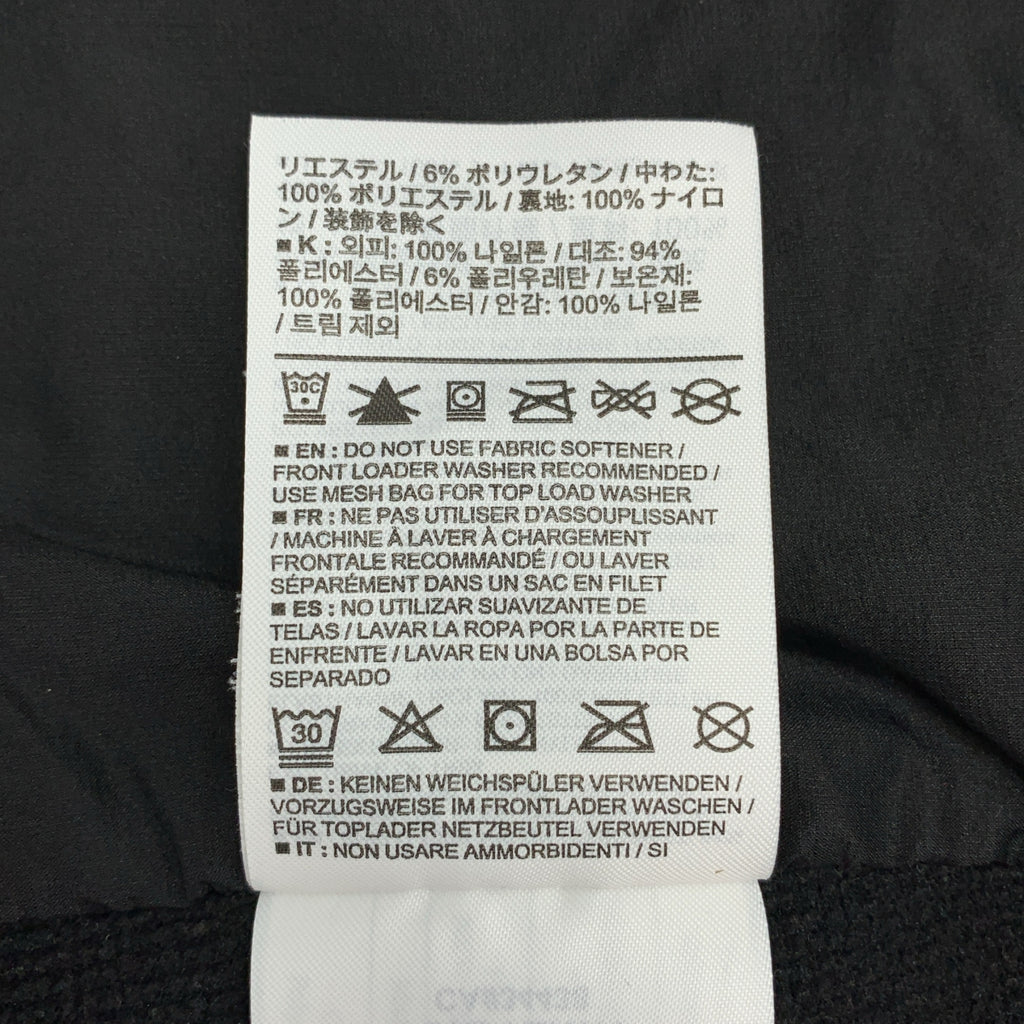 リエステル / 6% ポリウレタン / 中わた:
100% ポリエステル / 裏地: 100% ナイロ
ン / 装飾を除く
■ K : 외피: 100% 나일론 / 대조: 94%
폴리에스터 / 6% 폴리우레탄 / 보온재:
100% 폴리에스터 / 안감: 100% 나일론
/ 트림 제외
30C
■ EN : DO NOT USE FABRIC SOFTENER /
FRONT LOADER WASHER RECOMMENDED /
USE MESH BAG FOR TOP LOAD WASHER
■ FR : NE PAS UTILISER D'ASSOUPLISSANT
/ MACHINE À LAVER À CHARGEMENT
FRONTALE RECOMMANDÉ / OU LAVER
SÉPARÉMENT DANS UN SAC EN FILET
■ ES : NO UTILIZAR SUAVIZANTE DE
TELAS / LAVAR LA ROPA POR LA PARTE DE
ENFRENTE / LAVAR EN UNA BOLSA POR
SEPARADO
30
■ DE : KEINEN WEICHSPÜLER VERWENDEN /
VORZUGSWEISE IM FRONTLADER WASCHEN /
FÜR TOPLADER NETZBEUTEL VERWENDEN
■ IT : NON USARE AMMORBIDENTI / SI